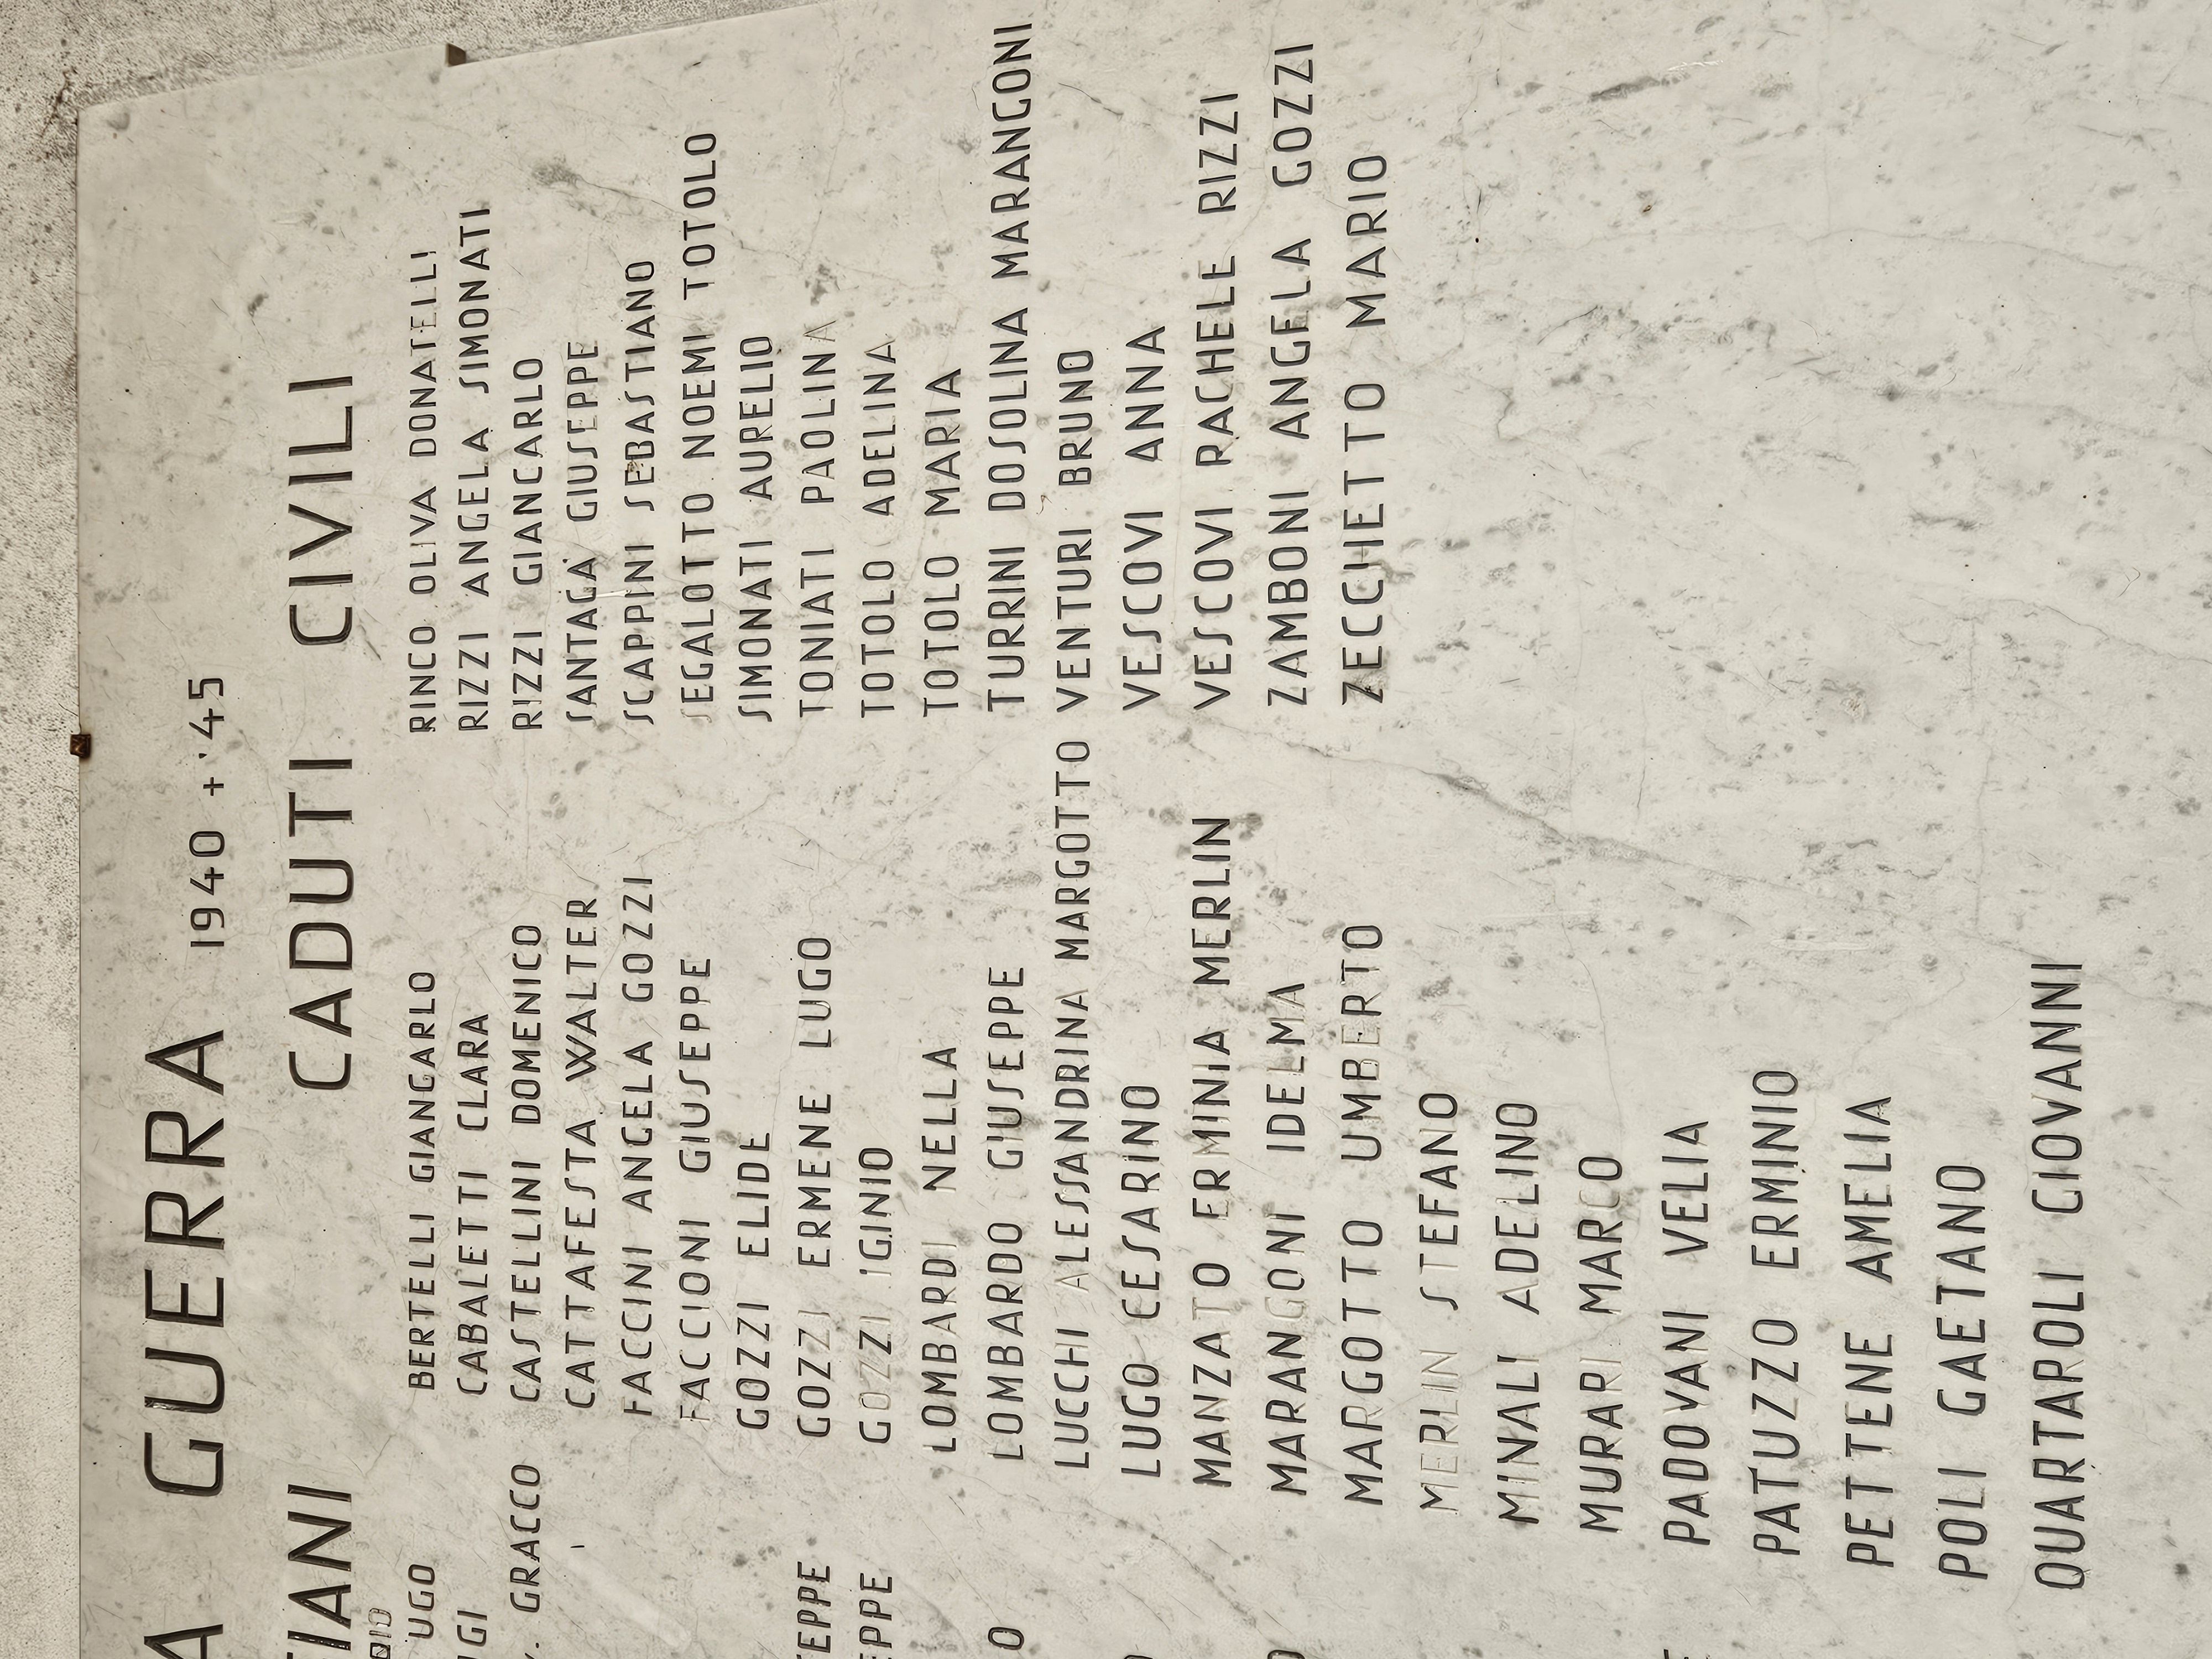 A GUERRA 1940 + '45
TIANI CADUTI CIVILI
UGO
GRACCO
BERTELLI GIANCARLO
CABALETTI CLARA
CASTELLINI DOMENICO
CATTAFESTA WALTER
FACCINI ANGELA GOZZI
FACCIONI GIUSEPPE
GOZZI ELIDE
GOZZI ERMENE LUGO
GOZZI IGINIO
LOMBARDI NELLA
LOMBARDO GIUSEPPE
LUCCHI ALESSANDRINA MARGOTTO
LUGO CESARINO
MANZATO ERMINIA MERLIN
MARANGONI IDELMA
MARGOTTO UMBERTO
MERLIN STEFANO
MINALI ADELINO
MURARI MARCO
PADOVANI VELIA
PATUZZO ERMINIO
PETTENE AMELIA
POLI GAETANO
QUARTAROLI GIOVANNI
RINCO OLIVA DONATELLI
RIZZI ANGELA SIMONATI
RIZZI GIANCARLO
SANTAGÀ GIUSEPPE
SCAPPINI SEBASTIANO
SEGALOTTO NOEMI TOTOLO
SIMONATI AURELIO
TONIATI PAOLINA
TOTOLO ADELINA
TOTOLO MARIA
TURRINI DOSOLINA MARANGONI
VENTURI BRUNO
VESCOVI ANNA
VESCOVI RACHELE RIZZI
ZAMBONI ANGELA GOZZI
ZECCHETTO MARIO